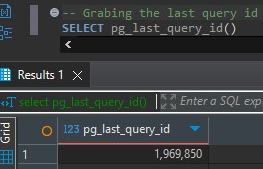 -- Grabing the last query id
SELECT pg_last_query_id()
Results 1
select pg_last_query_id()
Enter a SQL exp
Grid
123 pg_last_query_id
1
1,969,850